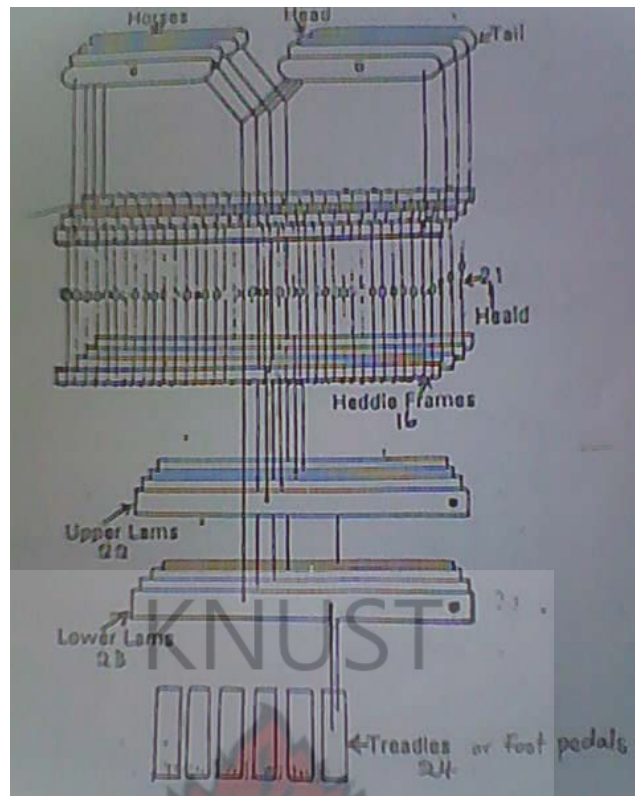 Horses
Head
Tail
21
Heald
Heddle Frames
16
Upper Lams
22
Lower Lams
23
KNUST
Treadles or foot pedals
24